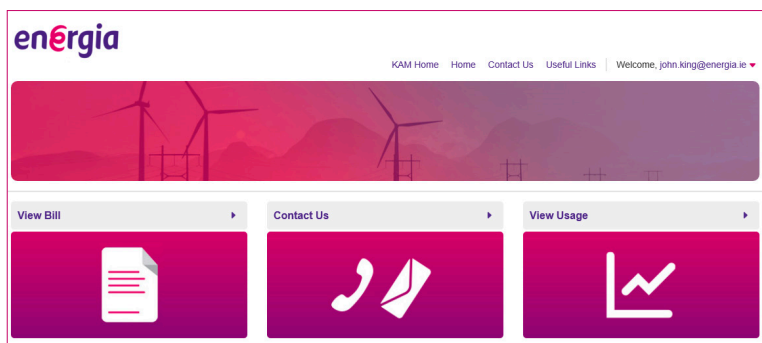 energia
KAM Home Home Contact Us Useful Links Welcome, john.king@energia.ie
View Bill Contact Us View Usage